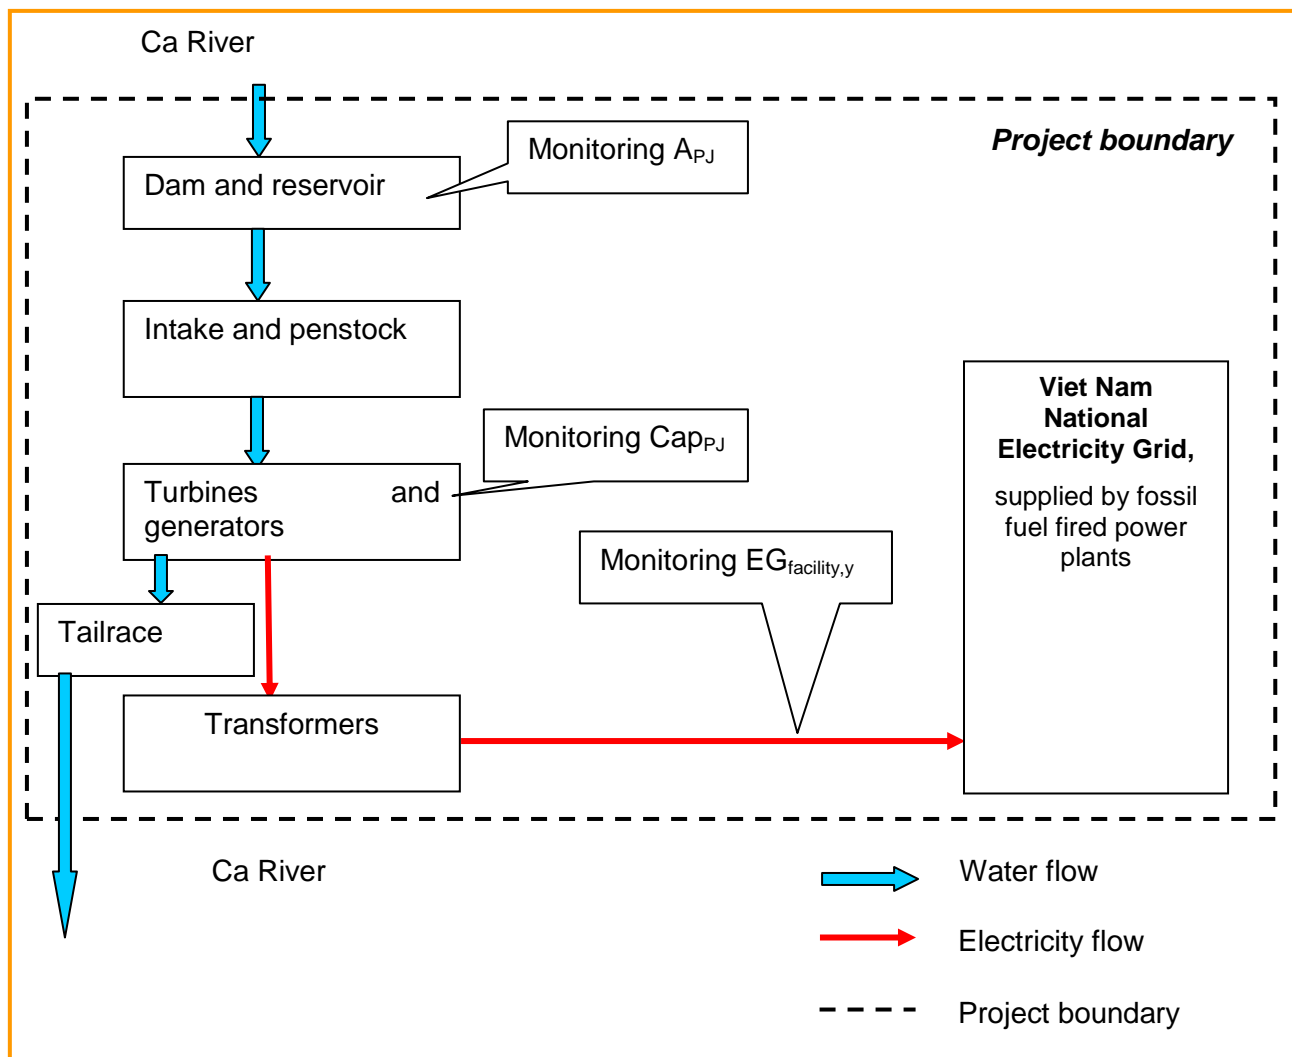 Ca River
Project boundary
Monitoring APJ
Dam and reservoir
Intake and penstock
Viet Nam
National
Electricity Grid,
supplied by fossil
fuel fired power
plants
Monitoring CapPJ
Turbines and
generators
Monitoring EGfacility,y
Tailrace
Transformers
Ca River
Water flow
Electricity flow
Project boundary